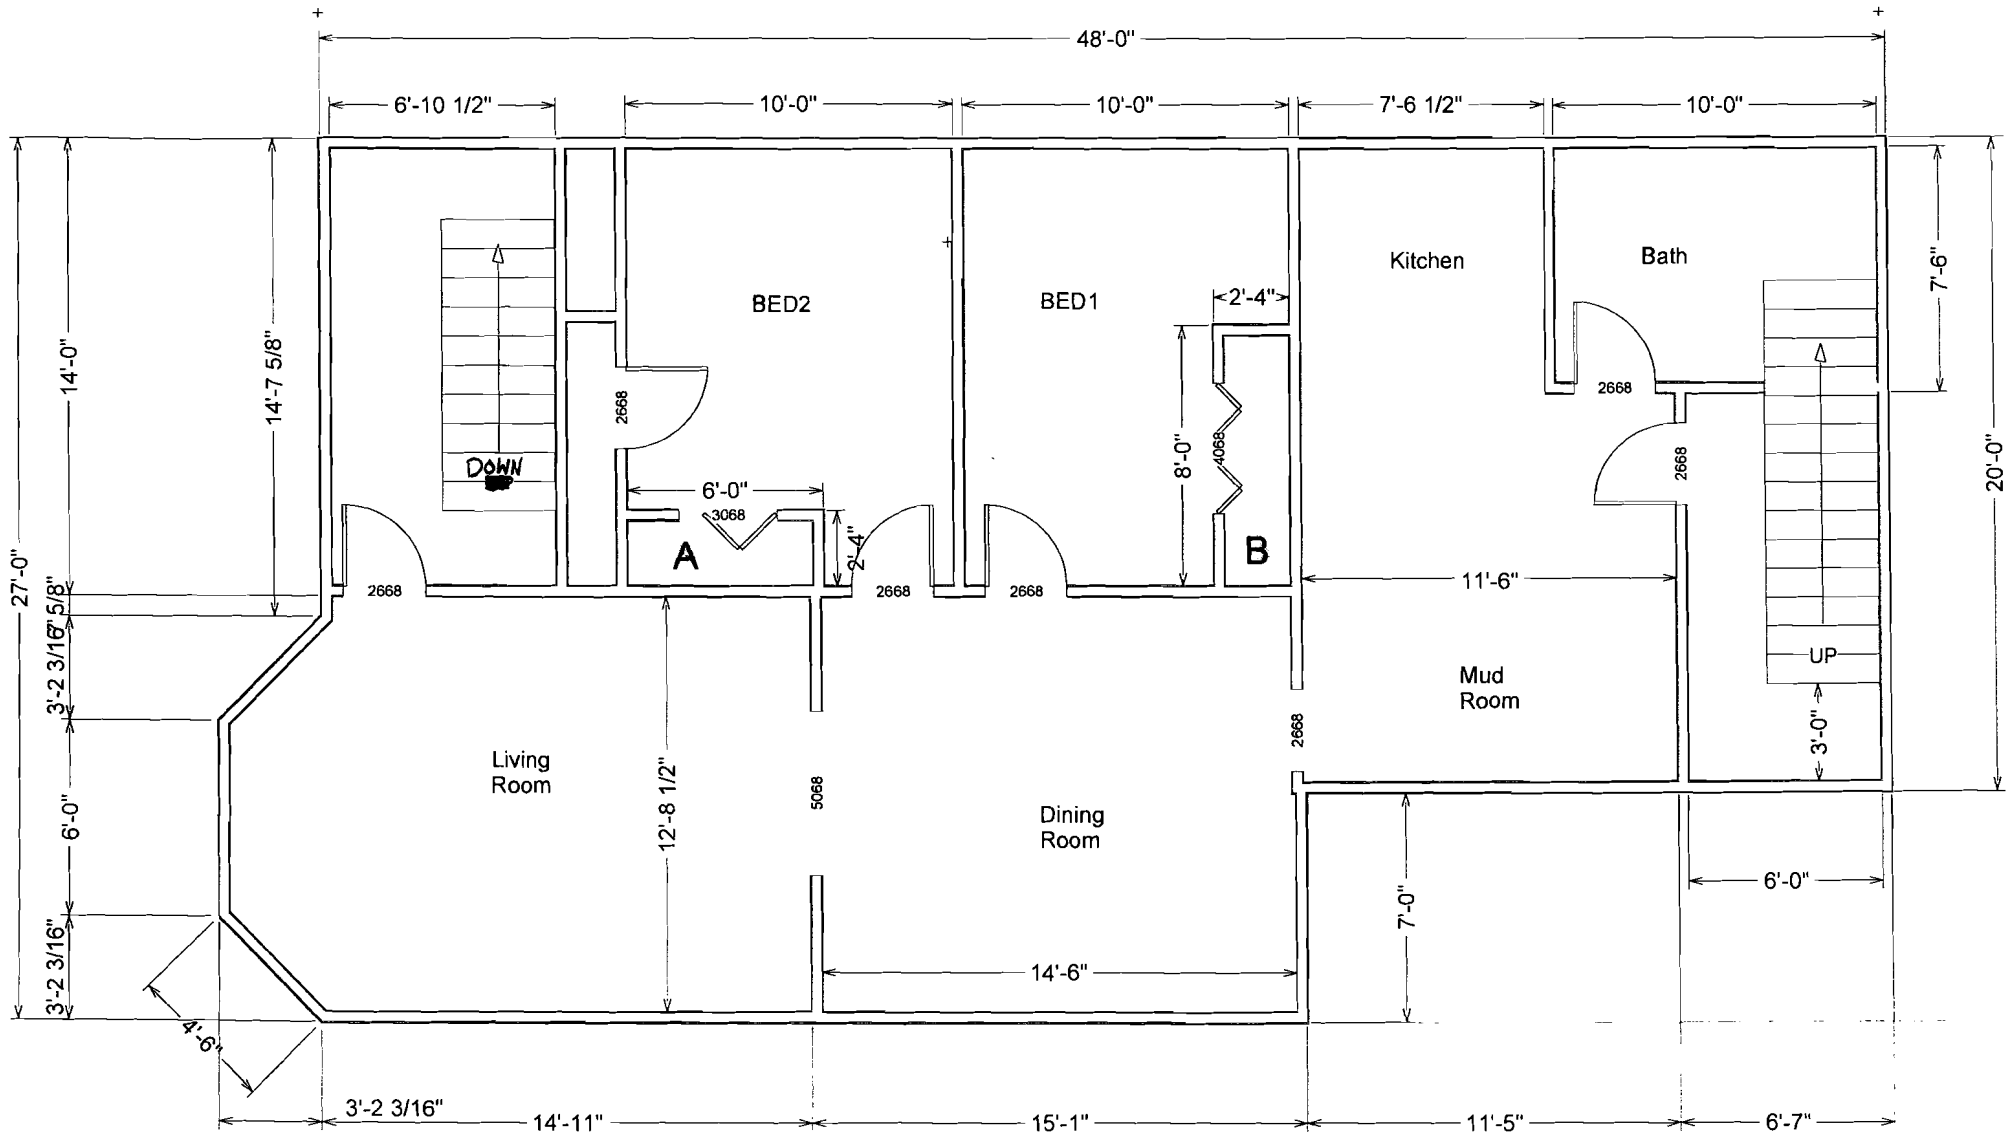 48'-0"
6'-10 1/2"
10'-0"
10'-0"
7'-6 1/2"
10'-0"
27'-0"
14'-0"
14'-7 5/8"
7 5/8"
3'-2 3/16"
6'-0"
3'-2 3/16"
4'-6"
DOWN
2668
BED2
2668
6'-0"
3068
A
2'-4"
2668
BED1
2'-4"
8'-0"
4068
B
2668
Kitchen
Bath
7'-6"
2668
2668
20'-0"
11'-6"
UP
3'-0"
Mud
Room
2668
Living
Room
12'-8 1/2"
5068
Dining
Room
14'-6"
7'-0"
6'-0"
3'-2 3/16"
14'-11"
15'-1"
11'-5"
6'-7"